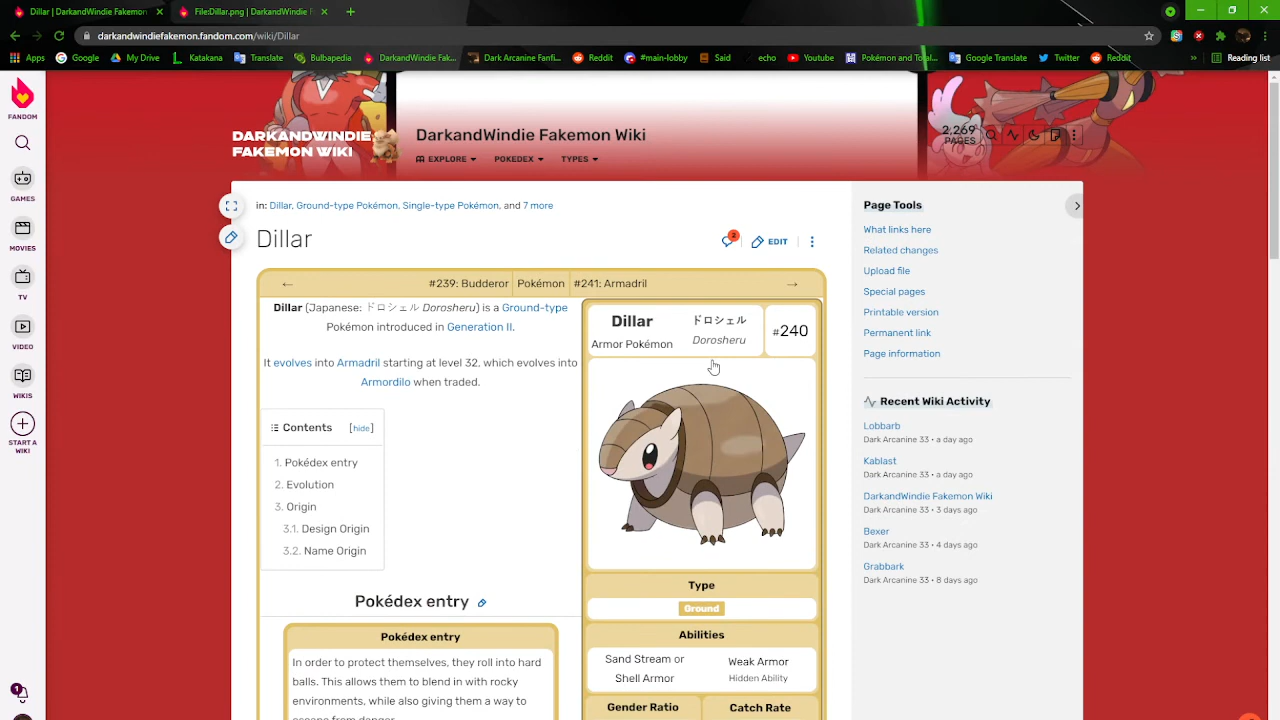 Dillar | DarkandWindie Fakemon
FileDillar.png | DarkandWindie F
darkandwindiefakemon.fandom.com/wiki/Dillar
Apps
Google
My Drive
Katakana
Translate
Bulbapedia
DarkandWindie Fak...
Dark Arcanine Fanfi...
Reddit
#main-lobby
Said
echo
YouTube
Pokémon and Total...
Google Translate
Twitter
Reddit
»
Reading list
FANDOM
GAMES
MOVIES
TV
VIDEO
WIKIS
START A
WIKI
1
DARKANDWINDIE
FAKEMON WIKI
DarkandWindie Fakemon Wiki
EXPLORE
POKEDEX
TYPES
2,269
PAGES
in: Dillar, Ground-type Pokémon, Single-type Pokémon, and 7 more
Dillar
2
EDIT
← #239: Budderor Pokémon #241: Armadril →
Dillar (Japanese: ドロシェル Dorosheru) is a Ground-type
Pokémon introduced in Generation II.
It evolves into Armadril starting at level 32, which evolves into
Armordilo when traded.
Contents [hide]
1. Pokédex entry
2. Evolution
3. Origin
3.1. Design Origin
3.2. Name Origin
Pokédex entry
Pokédex entry
In order to protect themselves, they roll into hard
balls. This allows them to blend in with rocky
environments, while also giving them a way to
escape from danger.
Dillar
Armor Pokémon
ドロシェル
Dorosheru
#240
Type
Ground
Abilities
Sand Stream or
Shell Armor
Weak Armor
Hidden Ability
Gender Ratio
Catch Rate
Page Tools
What links here
Related changes
Upload file
Special pages
Printable version
Permanent link
Page information
Recent Wiki Activity
Lobbarb
Dark Arcanine 33 • a day ago
Kablast
Dark Arcanine 33 • a day ago
DarkandWindie Fakemon Wiki
Dark Arcanine 33 • 3 days ago
Bexer
Dark Arcanine 33 • 4 days ago
Grabbark
Dark Arcanine 33 • 8 days ago